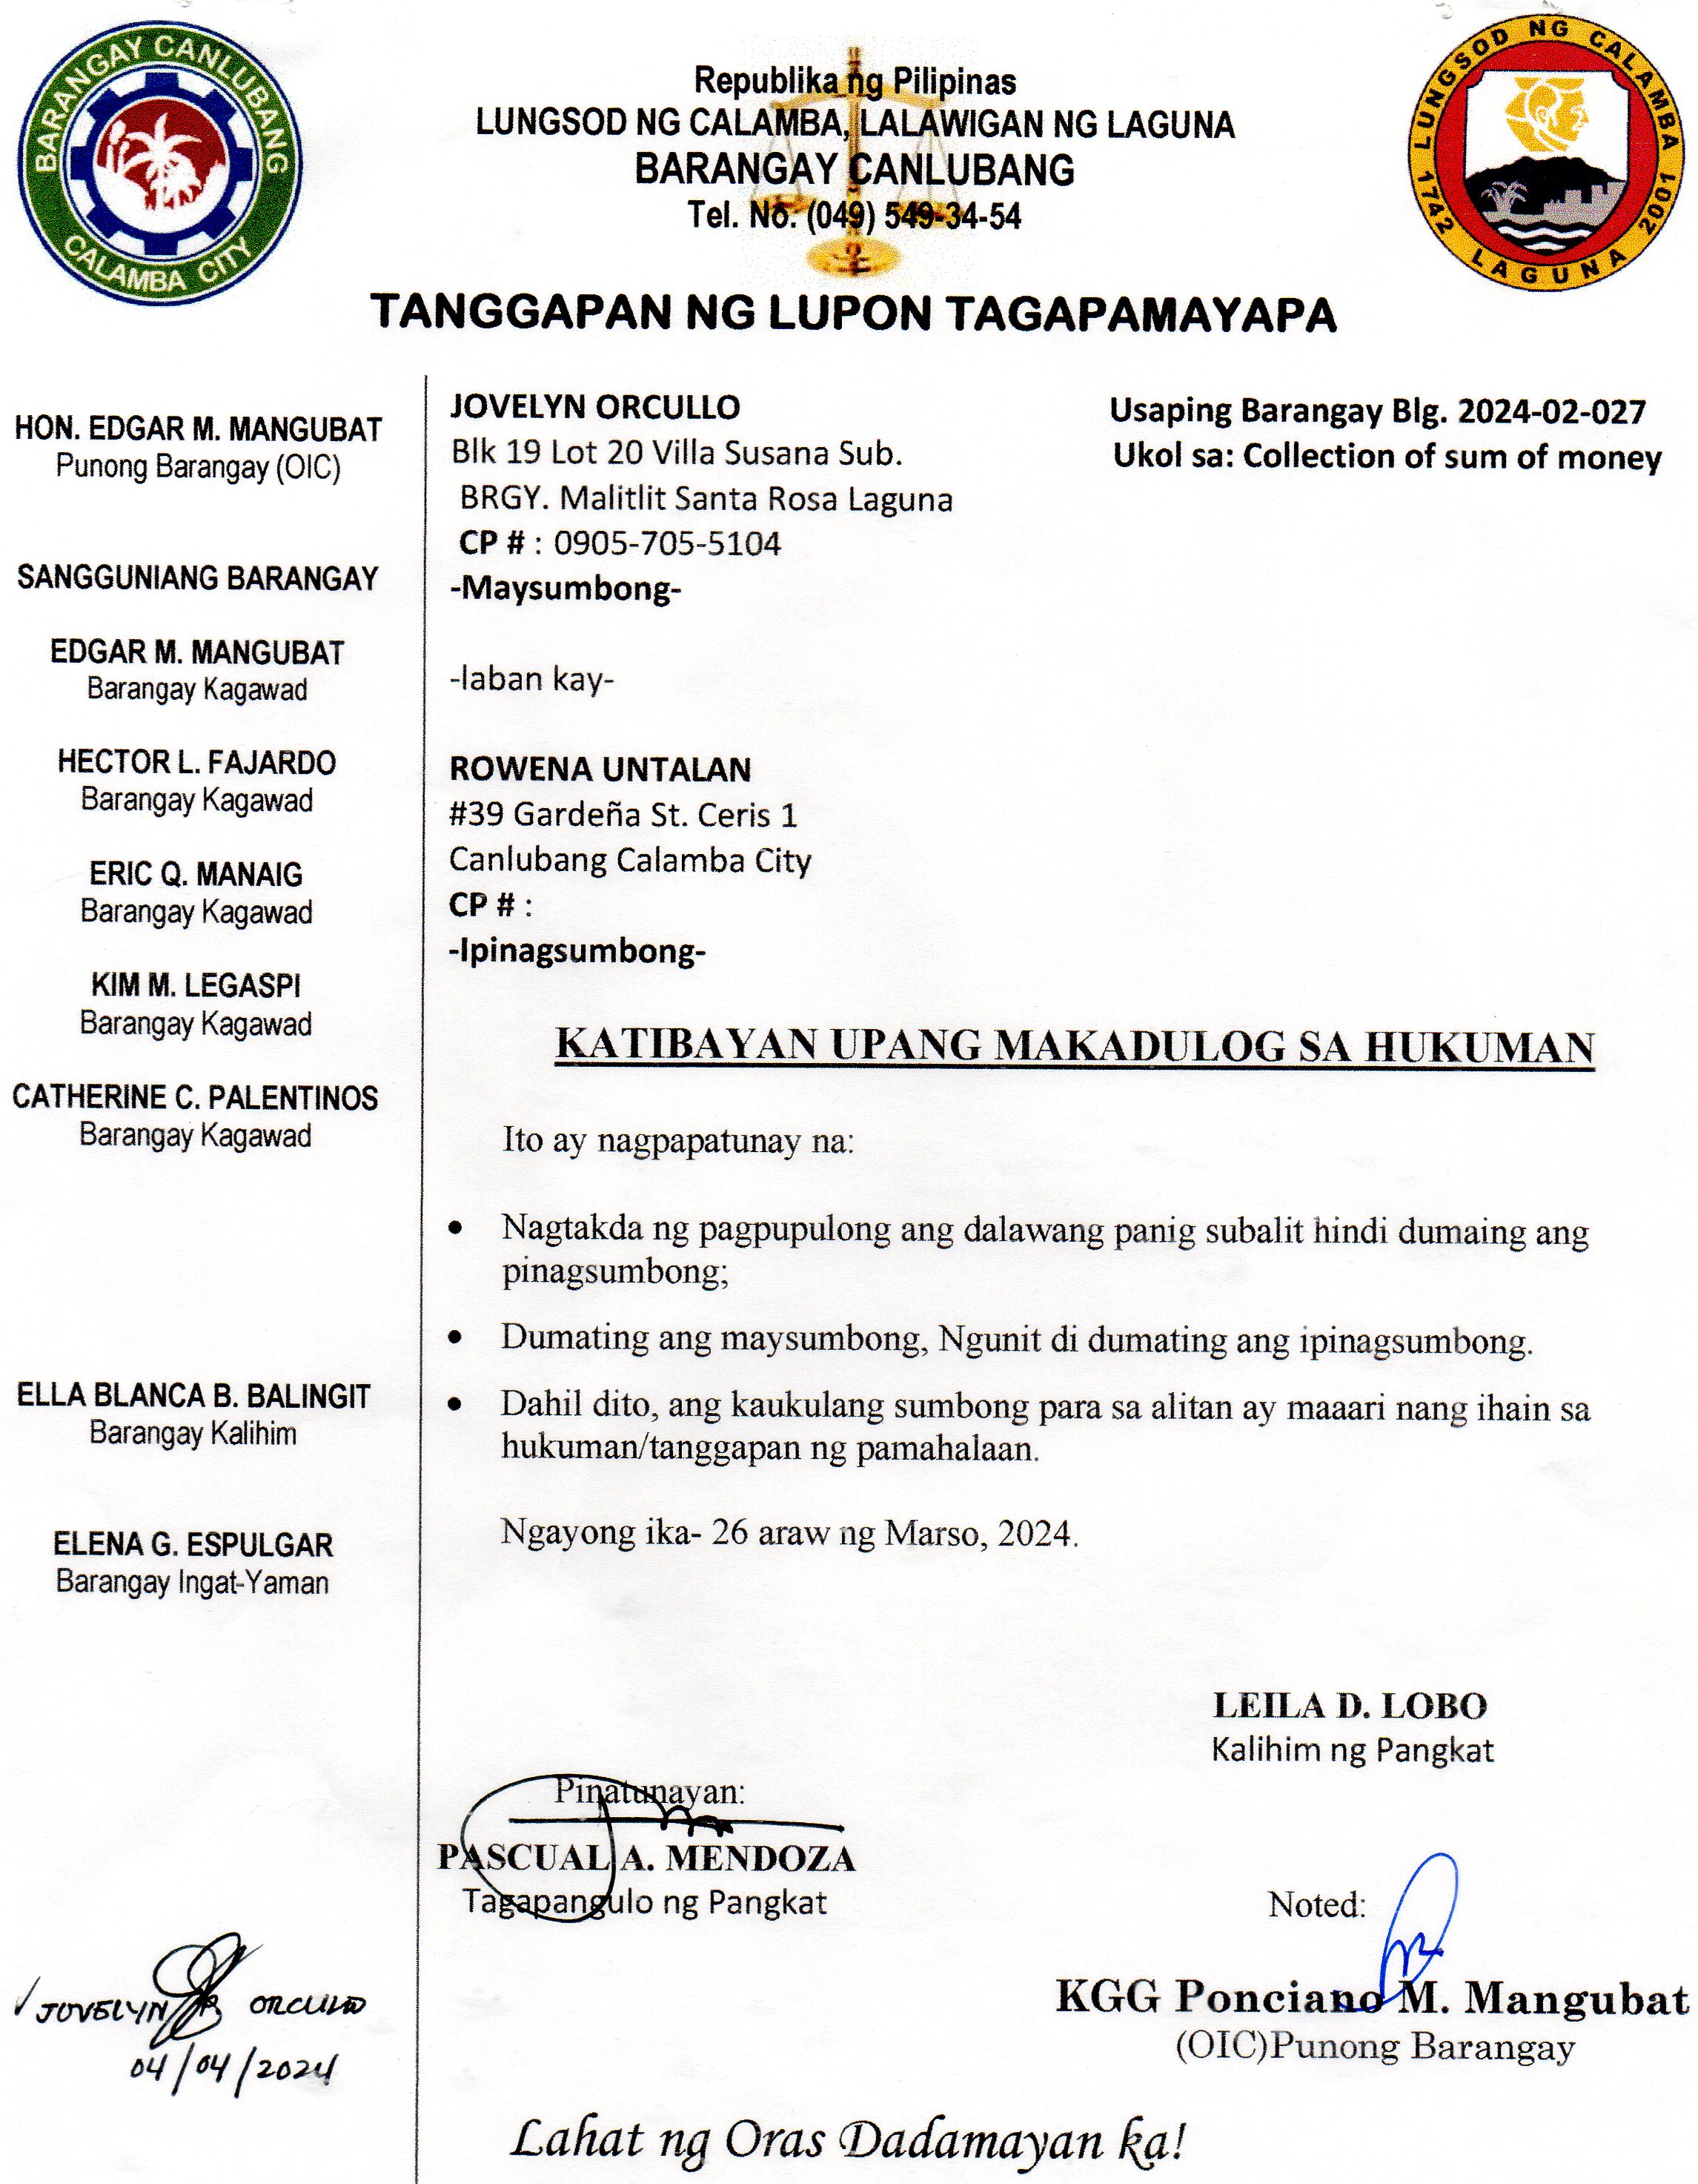 BARANGAY CANLUBANG
CALAMBA CITY
Republika ng Pilipinas
LUNGSOD NG CALAMBA, LALAWIGAN NG LAGUNA
BARANGAY CANLUBANG
Tel. No. (049) 549-34-54
LUNGSOD NG CALAMBA
1742 LAGUNA 2001
TANGGAPAN NG LUPON TAGAPAMAYAPA
HON. EDGAR M. MANGUBAT
Punong Barangay (OIC)
SANGGUNIANG BARANGAY
EDGAR M. MANGUBAT
Barangay Kagawad
HECTOR L. FAJARDO
Barangay Kagawad
ERIC Q. MANAIG
Barangay Kagawad
KIM M. LEGASPI
Barangay Kagawad
CATHERINE C. PALENTINOS
Barangay Kagawad
ELLA BLANCA B. BALINGIT
Barangay Kalihim
ELENA G. ESPULGAR
Barangay Ingat-Yaman
JOVELYN ORCULLO
Blk 19 Lot 20 Villa Susana Sub.
BRGY. Malitlit Santa Rosa Laguna
CP # : 0905-705-5104
-Maysumbong-
Usaping Barangay Blg. 2024-02-027
Ukol sa: Collection of sum of money
-laban kay-
ROWENA UNTALAN
#39 Gardeña St. Ceris 1
Canlubang Calamba City
CP # :
-Ipinagsumbong-
KATIBAYAN UPANG MAKADULOG SA HUKUMAN
Ito ay nagpapatunay na:
• Nagtakda ng pagpupulong ang dalawang panig subalit hindi dumaing ang
pinagsumbong;
• Dumating ang maysumbong, Ngunit di dumating ang ipinagsumbong.
• Dahil dito, ang kaukulang sumbong para sa alitan ay maaari nang ihain sa
hukuman/tanggapan ng pamahalaan.
Ngayong ika- 26 araw ng Marso, 2024.
LEILA D. LOBO
Kalihim ng Pangkat
Pinatunayan:
PASCUAL A. MENDOZA
Tagapangulo ng Pangkat
Noted:
KGG Ponciano M. Mangubat
(OIC)Punong Barangay
JOVELYN ORCULLO
04/04/2024
Lahat ng Oras Dadamayan ka!